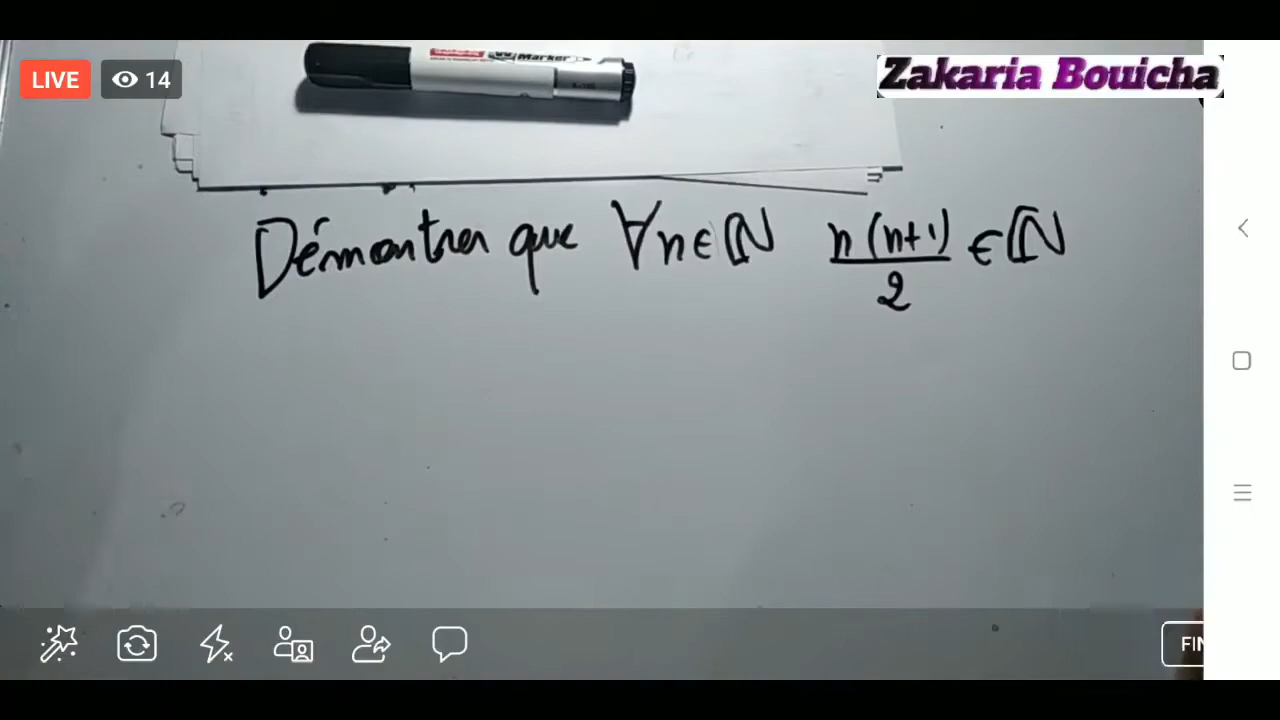 LIVE
14
Zakaria Bouicha
Marker
Démontrer que ∀n∈ℕ n(n+1)/2 ∈ℕ
FIN